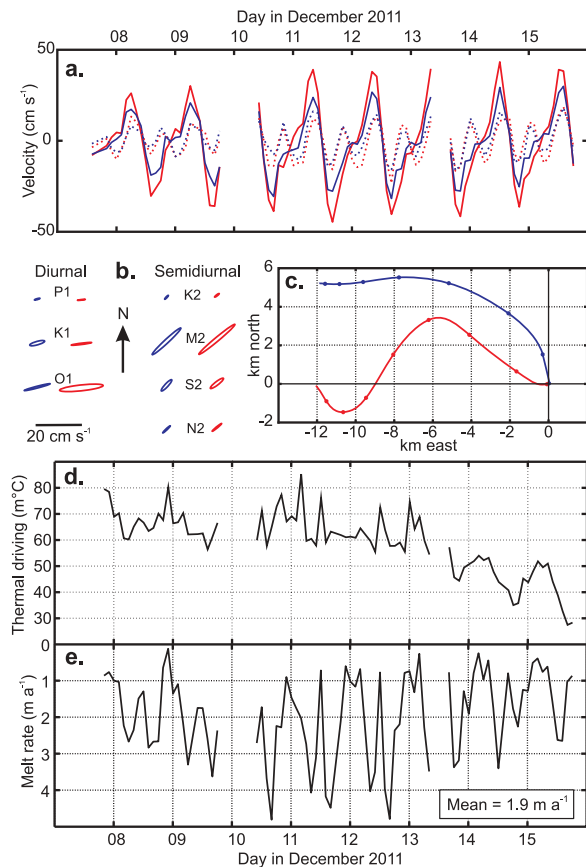 Day in December 2011
08 09 10 11 12 13 14 15
a.
50
0
-50
Velocity (cm s-1)
b.
Diurnal
Semidiurnal
P1
K1
O1
N
K2
M2
S2
N2
20 cm s-1
c.
6
4
2
0
-2
km north
-12 -10 -8 -6 -4 -2 0
km east
d.
80
70
60
50
40
30
0
Thermal driving (m°C)
e.
1
2
3
4
Melt rate (m a-1)
Mean = 1.9 m a-1
08 09 10 11 12 13 14 15
Day in December 2011